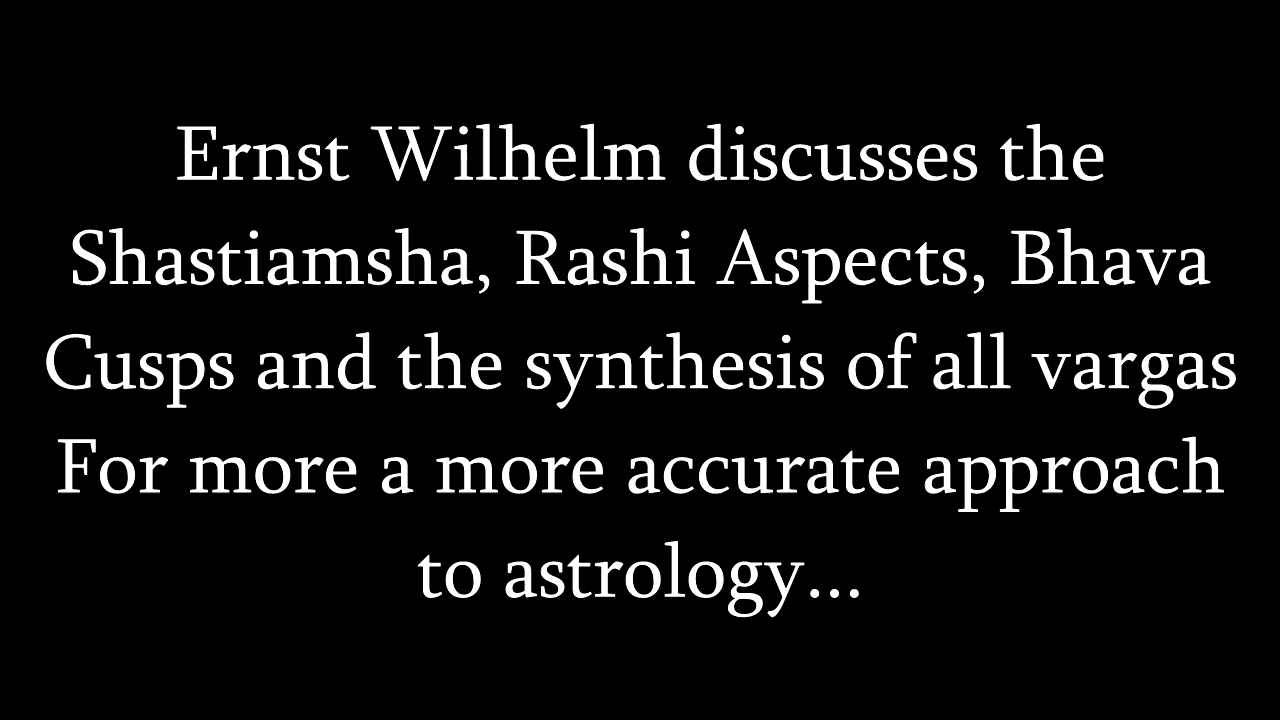 Ernst Wilhelm discusses the
Shastiamsha, Rashi Aspects, Bhava
Cusps and the synthesis of all vargas
For more a more accurate approach
to astrology...